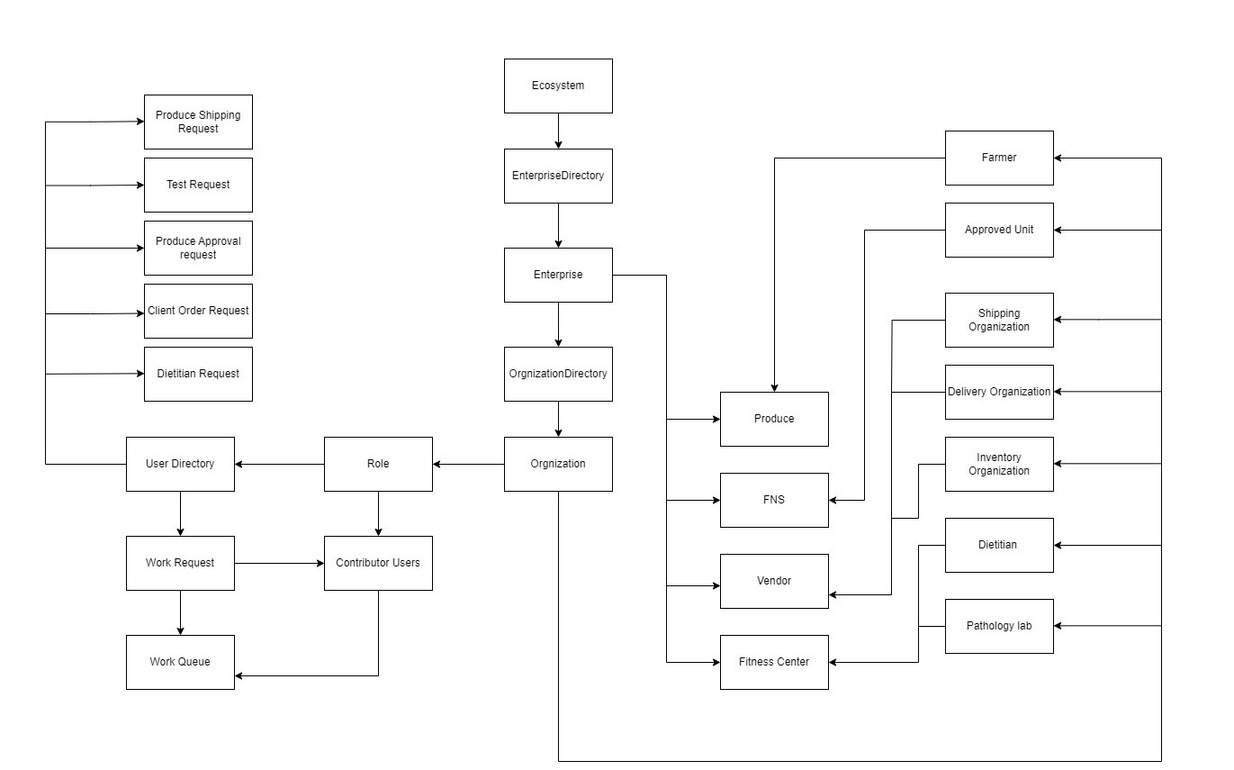 Ecosystem
Produce Shipping
Request
Farmer
EnterpriseDirectory
Test Request
Approved Unit
Produce Approval
request
Enterprise
Client Order Request
Shipping
Organization
OrgnizationDirectory
Dietitian Request
Delivery Organization
Produce
User Directory
Role
Orgnization
Inventory
Organization
FNS
Dietitian
Work Request
Contributor Users
Vendor
Pathology lab
Work Queue
Fitness Center